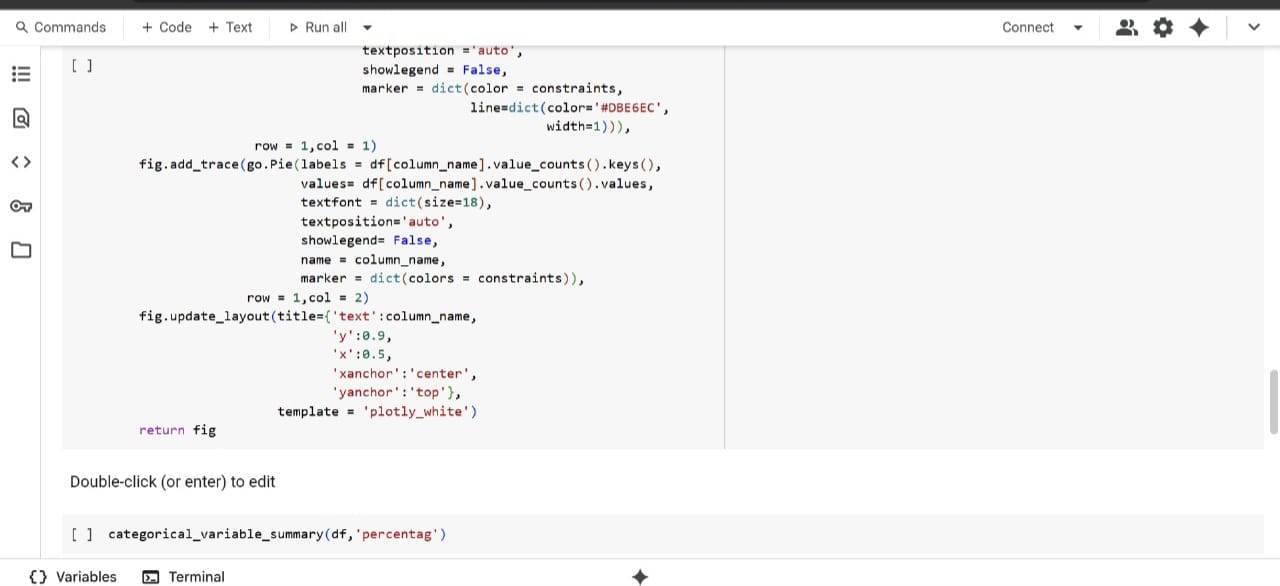 Commands + Code + Text Run all Connect
textposition ='auto',
[ ] showlegend = False,
marker = dict(color = constraints,
line=dict(color='#DBE6EC',
width=1))),
row = 1,col = 1)
fig.add_trace(go.Pie(labels = df[column_name].value_counts().keys(),
values= df[column_name].value_counts().values,
textfont = dict(size=18),
textposition='auto',
showlegend= False,
name = column_name,
marker = dict(colors = constraints)),
row = 1,col = 2)
fig.update_layout(title={'text':column_name,
'y':0.9,
'x':0.5,
'xanchor':'center',
'yanchor':'top'},
template = 'plotly_white')
return fig
Double-click (or enter) to edit
[ ] categorical_variable_summary(df,'percentag')
{} Variables Terminal